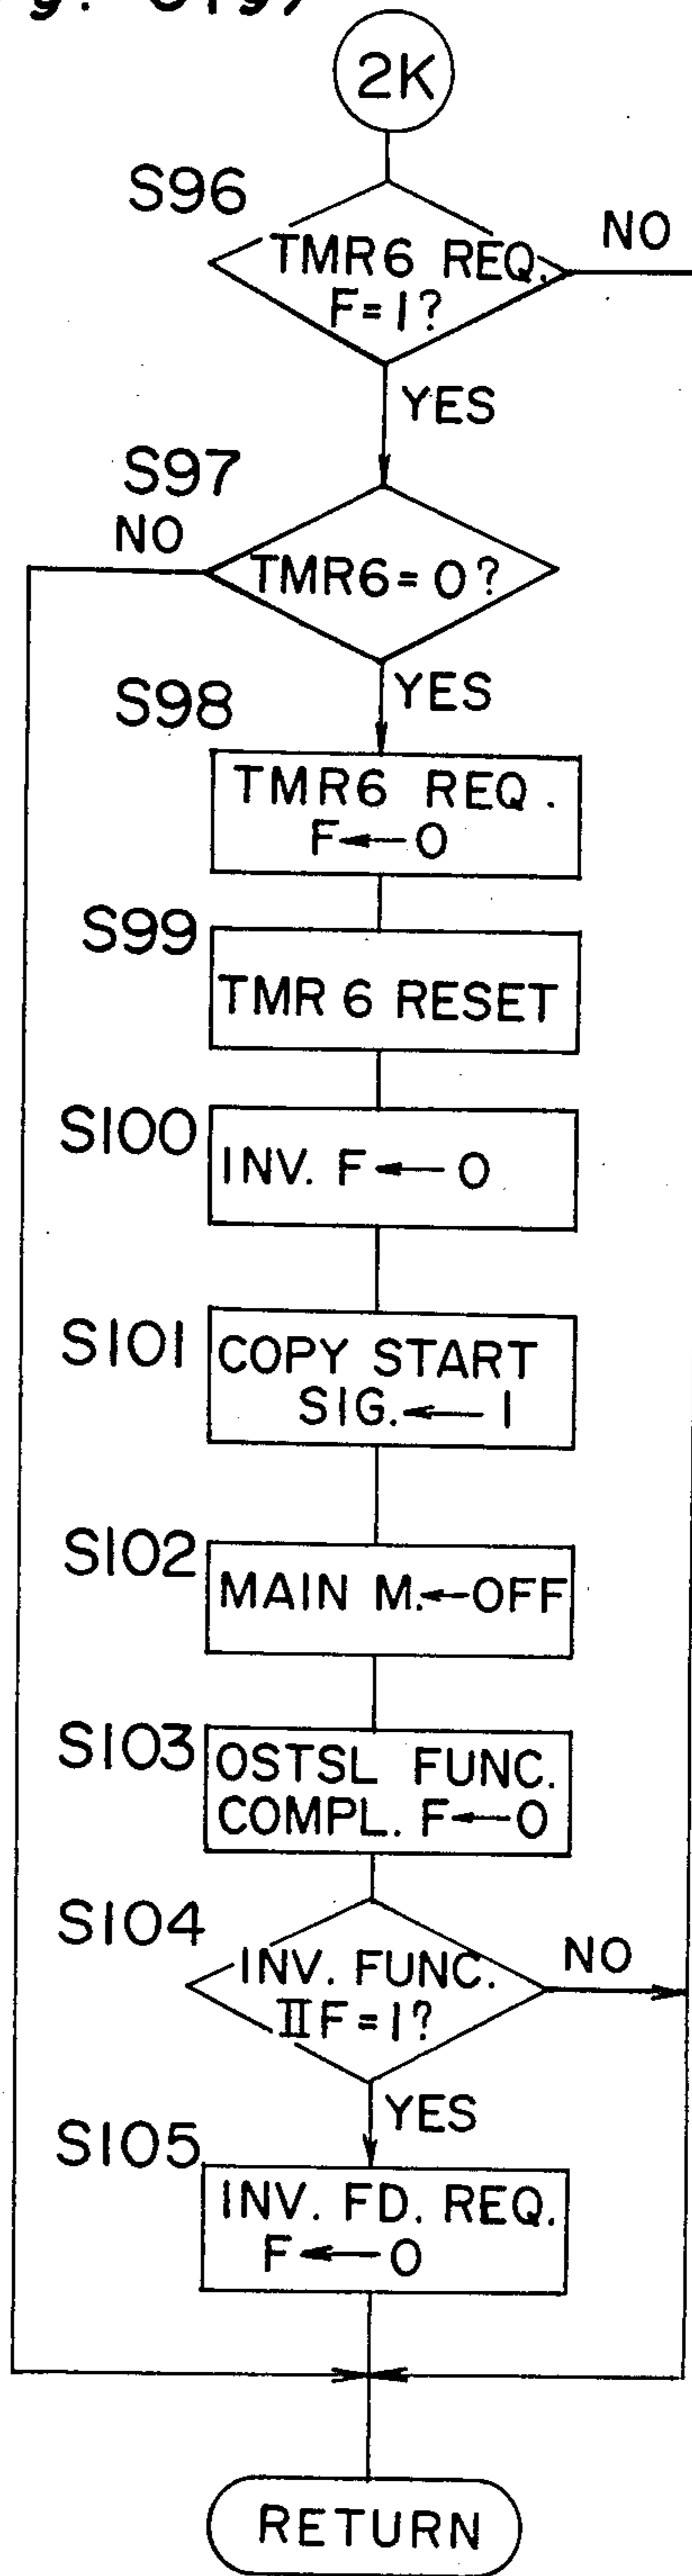 2K
S96
TMR6 REQ.
F=1?
NO
YES
S97
NO
TMR6=0?
YES
S98
TMR6 REQ.
F←0
S99
TMR 6 RESET
S100
INV. F←0
S101
COPY START
SIG.←1
S102
MAIN M.←OFF
S103
OSTSL FUNC.
COMPL. F←0
S104
INV. FUNC.
ⅡF=1?
NO
YES
S105
INV. FD. REQ.
F←0
RETURN